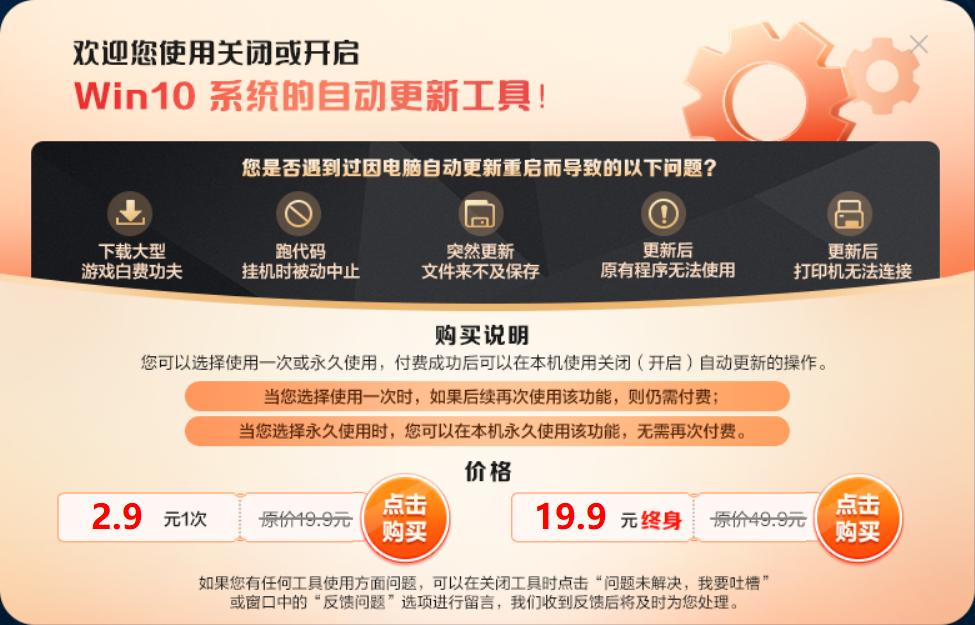 欢迎您使用关闭或开启
Win10 系统的自动更新工具！
您是否遇到过因电脑自动更新重启而导致的以下问题？
下载大型
游戏白费功夫
跑代码
挂机时被动中止
突然更新
文件来不及保存
更新后
原有程序无法使用
更新后
打印机无法连接
购买说明
您可以选择使用一次或永久使用，付费成功后可以在本机使用关闭（开启）自动更新的操作。
当您选择使用一次时，如果后续再次使用该功能，则仍需付费；
当您选择永久使用时，您可以在本机永久使用该功能，无需再次付费。
价格
2.9 元1次 原价19.9元 点击购买
19.9 元 终身 原价49.9元 点击购买
如果您有任何工具使用方面问题，可以在关闭工具时点击“问题未解决，我要吐槽”
或窗口中的“反馈问题”选项进行留言，我们收到反馈后将及时为您处理。